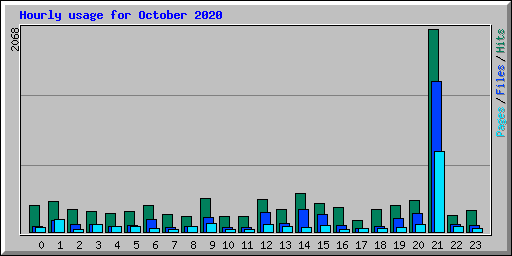 Hourly usage for October 2020
2068
Pages/Files/Hits
0 1 2 3 4 5 6 7 8 9 10 11 12 13 14 15 16 17 18 19 20 21 22 23